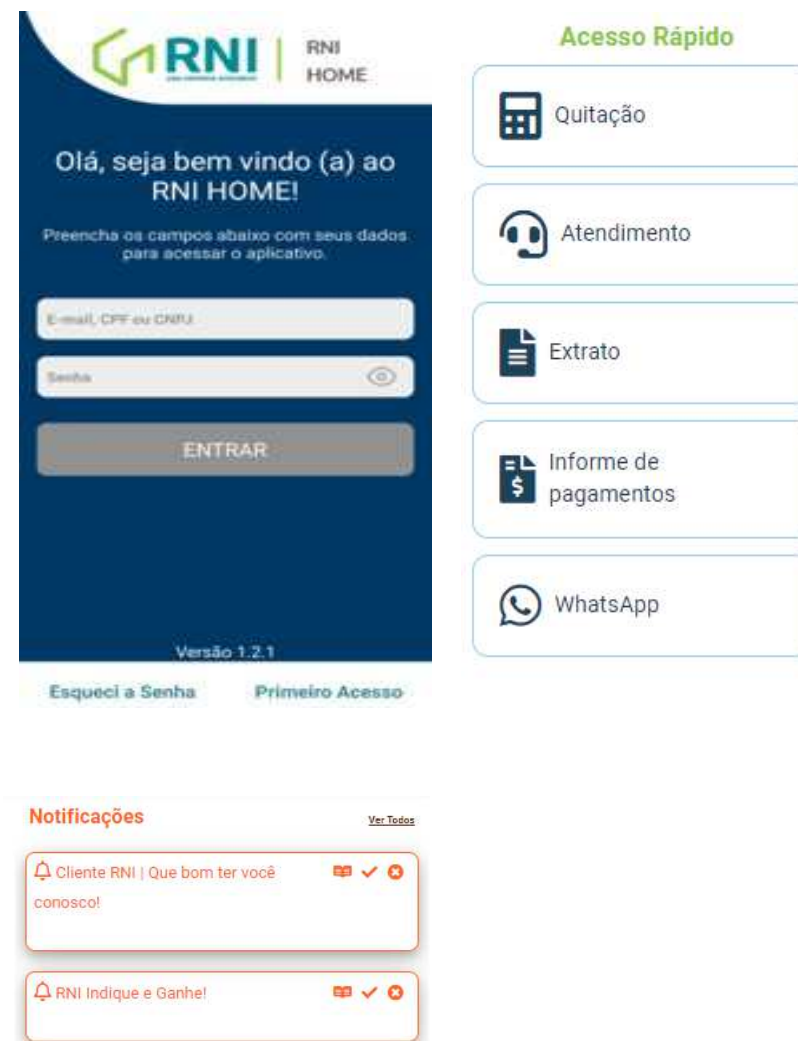 RNI
RNI
HOME
Olá, seja bem vindo (a) ao
RNI HOME!
Preencha os campos abaixo com seus dados
para acessar o aplicativo.
E-mail, CPF ou CNPJ
Senha
ENTRAR
Versão 1.2.1
Esqueci a Senha
Primeiro Acesso
Acesso Rápido
Quitação
Atendimento
Extrato
Informe de
pagamentos
WhatsApp
Notificações
Ver Todos
Cliente RNI | Que bom ter você
conosco!
RNI Indique e Ganhe!